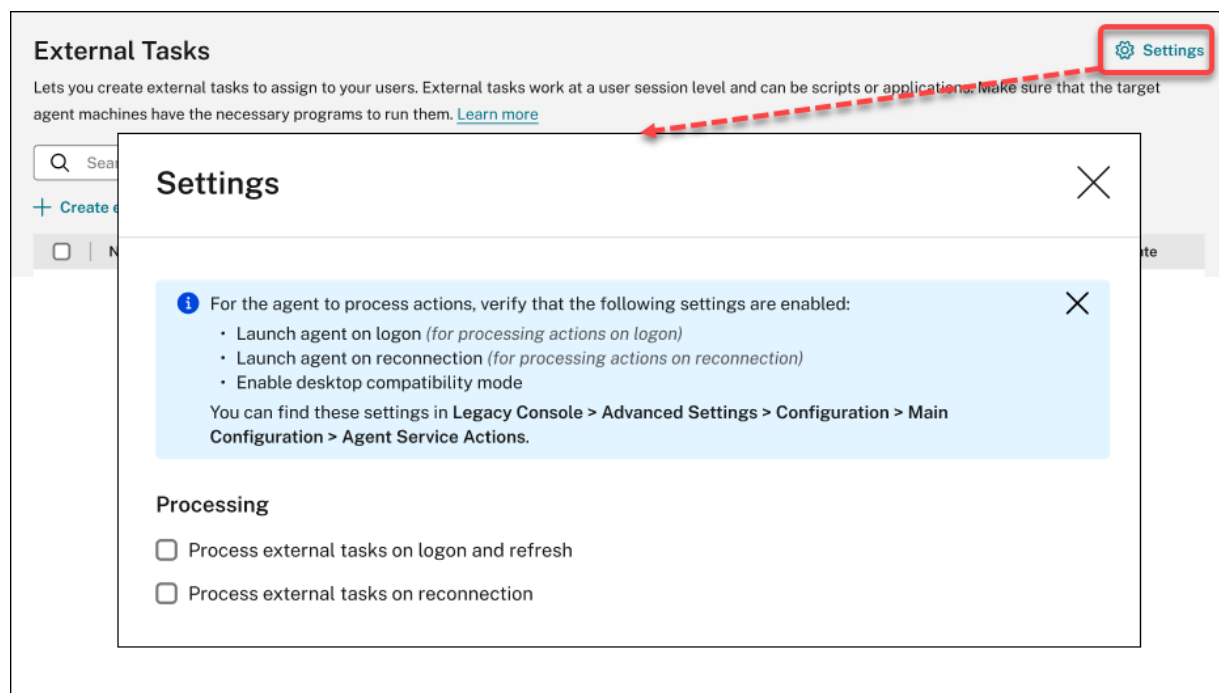 External Tasks
Settings
Lets you create external tasks to assign to your users. External tasks work at a user session level and can be scripts or applications. Make sure that the target
agent machines have the necessary programs to run them. Learn more
Settings
For the agent to process actions, verify that the following settings are enabled:
• Launch agent on logon (for processing actions on logon)
• Launch agent on reconnection (for processing actions on reconnection)
• Enable desktop compatibility mode
You can find these settings in Legacy Console > Advanced Settings > Configuration > Main
Configuration > Agent Service Actions.
Processing
Process external tasks on logon and refresh
Process external tasks on reconnection
Create